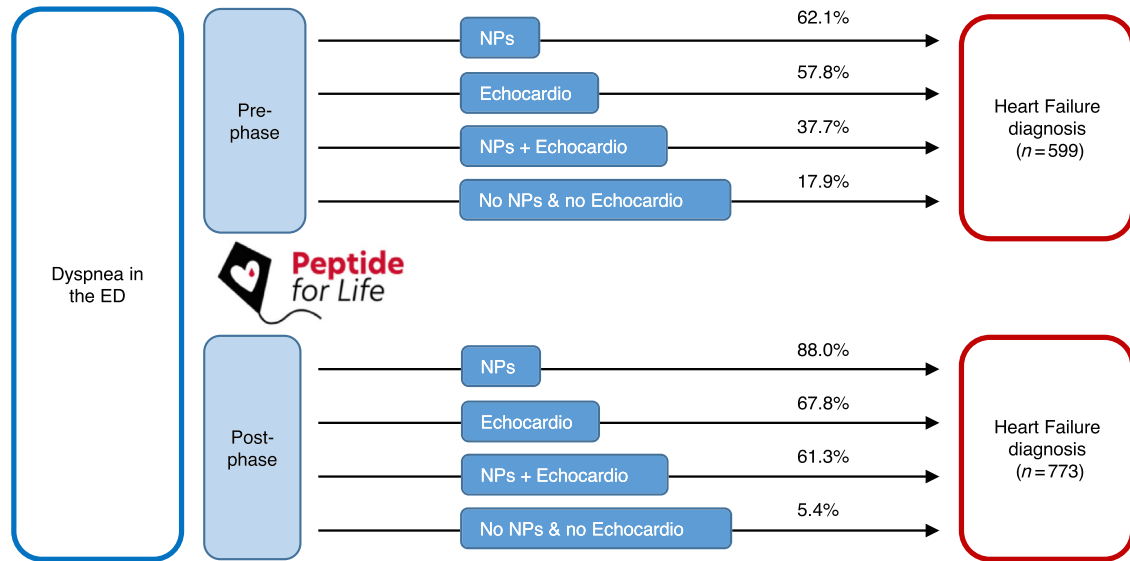 Dyspnea in
the ED
Pre-
phase
NPs
62.1%
Echocardio
57.8%
NPs + Echocardio
37.7%
No NPs & no Echocardio
17.9%
Heart Failure
diagnosis
(n=599)
Peptide
for Life
Post-
phase
NPs
88.0%
Echocardio
67.8%
NPs + Echocardio
61.3%
No NPs & no Echocardio
5.4%
Heart Failure
diagnosis
(n=773)